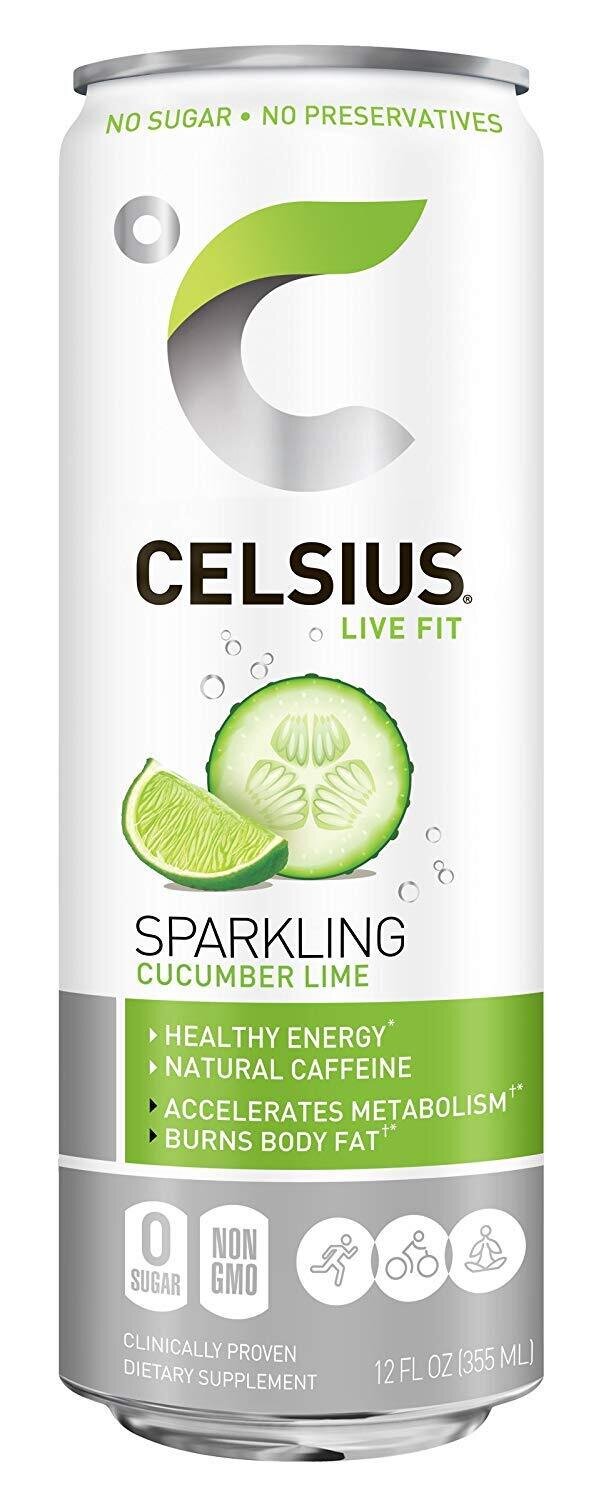 NO SUGAR • NO PRESERVATIVES
CELSIUS®
LIVE FIT
SPARKLING
CUCUMBER LIME
HEALTHY ENERGY*
NATURAL CAFFEINE
ACCELERATES METABOLISM†*
BURNS BODY FAT†*
0
SUGAR
NON
GMO
CLINICALLY PROVEN
DIETARY SUPPLEMENT
12 FL OZ (355 ML)